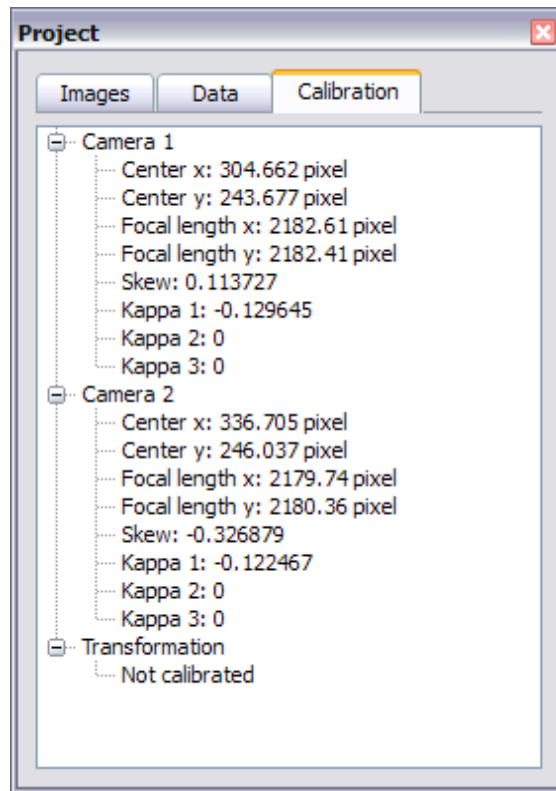 Project
Images Data Calibration
Camera 1
Center x: 304.662 pixel
Center y: 243.677 pixel
Focal length x: 2182.61 pixel
Focal length y: 2182.41 pixel
Skew: 0.113727
Kappa 1: -0.129645
Kappa 2: 0
Kappa 3: 0
Camera 2
Center x: 336.705 pixel
Center y: 246.037 pixel
Focal length x: 2179.74 pixel
Focal length y: 2180.36 pixel
Skew: -0.326879
Kappa 1: -0.122467
Kappa 2: 0
Kappa 3: 0
Transformation
Not calibrated